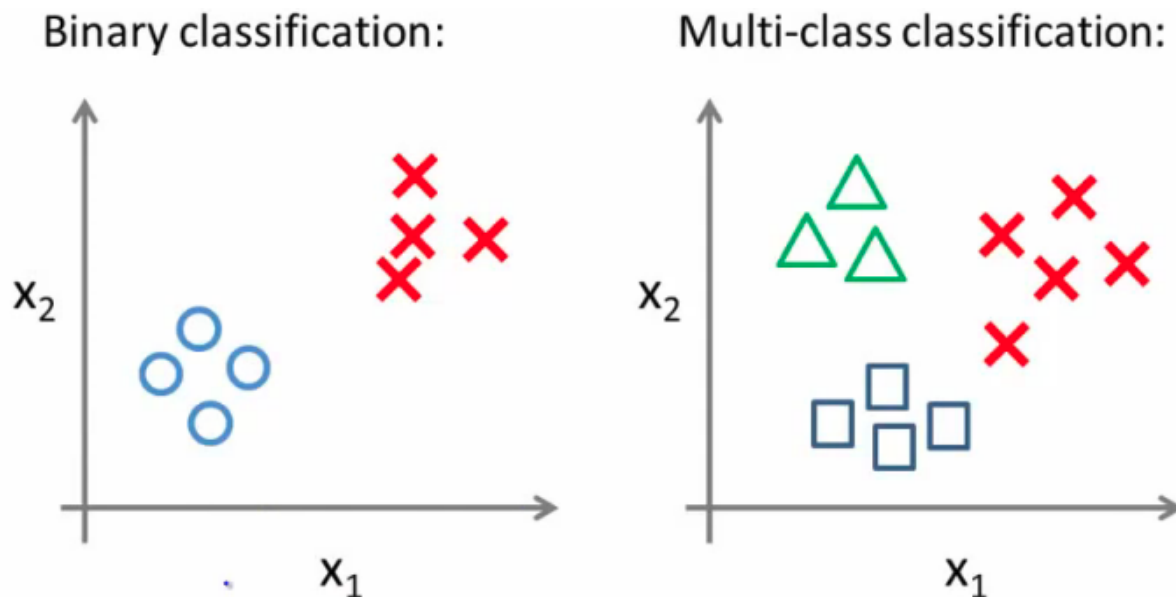 Binary classification:
x₂
x₁
Multi-class classification:
x₂
x₁